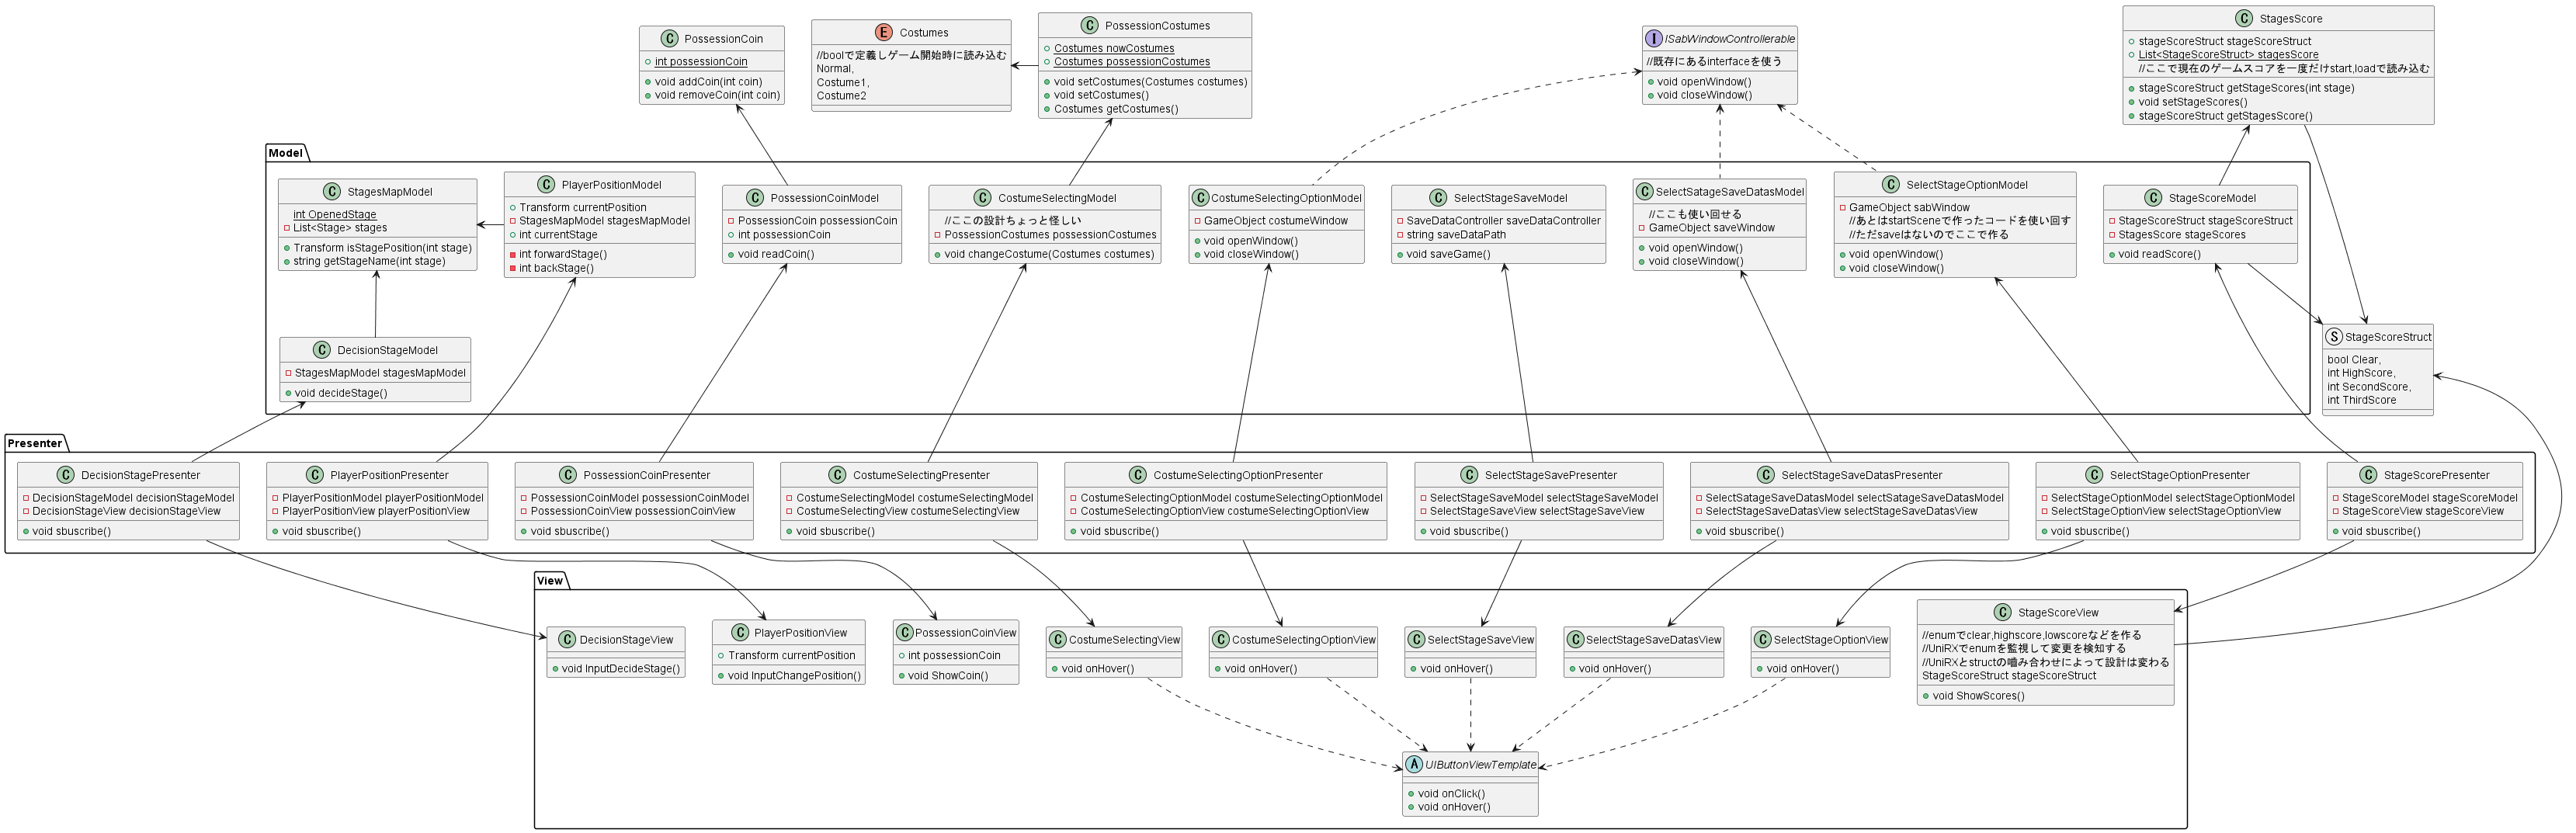 PossessionCoin
int possessionCoin
void addCoin(int coin)
void removeCoin(int coin)
Costumes
//boolで定義しゲーム開始時に読み込む
Normal,
Costume1,
Costume2
PossessionCostumes
Costumes nowCostumes
Costumes possessionCostumes
void setCostumes(Costumes costumes)
void setCostumes()
Costumes getCostumes()
ISabWindowControllerable
//既存にあるinterfaceを使う
void openWindow()
void closeWindow()
StagesScore
stageScoreStruct stageScoreStruct
List<StageScoreStruct> stagesScore
//ここで現在のゲームスコアを一度だけstart,loadで読み込む
stageScoreStruct getStageScores(int stage)
void setStageScores()
stageScoreStruct getStagesScore()
Model
StagesMapModel
int OpenedStage
List<Stage> stages
Transform isStagePosition(int stage)
string getStageName(int stage)
PlayerPositionModel
Transform currentPosition
StagesMapModel stagesMapModel
int currentStage
int forwardStage()
int backStage()
PossessionCoinModel
PossessionCoin possessionCoin
int possessionCoin
void readCoin()
CostumeSelectingModel
//ここの設計ちょっと怪しい
PossessionCostumes possessionCostumes
void changeCostume(Costumes costumes)
CostumeSelectingOptionModel
GameObject costumeWindow
void openWindow()
void closeWindow()
SelectStageSaveModel
SaveDataController saveDataController
string saveDataPath
void saveGame()
SelectSatageSaveDatasModel
//ここも使い回せる
GameObject saveWindow
void openWindow()
void closeWindow()
SelectStageOptionModel
GameObject sabWindow
//あとはstartSceneで作ったコードを使い回す
//ただsaveはないのでここで作る
void openWindow()
void closeWindow()
StageScoreModel
StageScoreStruct stageScoreStruct
StagesScore stageScores
void readScore()
DecisionStageModel
StagesMapModel stagesMapModel
void decideStage()
StageScoreStruct
bool Clear,
int HighScore,
int SecondScore,
int ThirdScore
Presenter
DecisionStagePresenter
DecisionStageModel decisionStageModel
DecisionStageView decisionStageView
void sbuscribe()
PlayerPositionPresenter
PlayerPositionModel playerPositionModel
PlayerPositionView playerPositionView
void sbuscribe()
PossessionCoinPresenter
PossessionCoinModel possessionCoinModel
PossessionCoinView possessionCoinView
void sbuscribe()
CostumeSelectingPresenter
CostumeSelectingModel costumeSelectingModel
CostumeSelectingView costumeSelectingView
void sbuscribe()
CostumeSelectingOptionPresenter
CostumeSelectingOptionModel costumeSelectingOptionModel
CostumeSelectingOptionView costumeSelectingOptionView
void sbuscribe()
SelectStageSavePresenter
SelectStageSaveModel selectStageSaveModel
SelectStageSaveView selectStageSaveView
void sbuscribe()
SelectStageSaveDatasPresenter
SelectSatageSaveDatasModel selectSatageSaveDatasModel
SelectStageSaveDatasView selectStageSaveDatasView
void sbuscribe()
SelectStageOptionPresenter
SelectStageOptionModel selectStageOptionModel
SelectStageOptionView selectStageOptionView
void sbuscribe()
StageScorePresenter
StageScoreModel stageScoreModel
StageScoreView stageScoreView
void sbuscribe()
View
DecisionStageView
void InputDecideStage()
PlayerPositionView
Transform currentPosition
void InputChangePosition()
PossessionCoinView
int possessionCoin
void ShowCoin()
CostumeSelectingView
void onHover()
CostumeSelectingOptionView
void onHover()
SelectStageSaveView
void onHover()
SelectStageSaveDatasView
void onHover()
SelectStageOptionView
void onHover()
StageScoreView
//enumでclear,highscore,lowscoreなどを作る
//UniRXでenumを監視して変更を検知する
//UniRXとstructの噛み合わせによって設計は変わる
StageScoreStruct stageScoreStruct
void ShowScores()
UIButtonViewTemplate
void onClick()
void onHover()